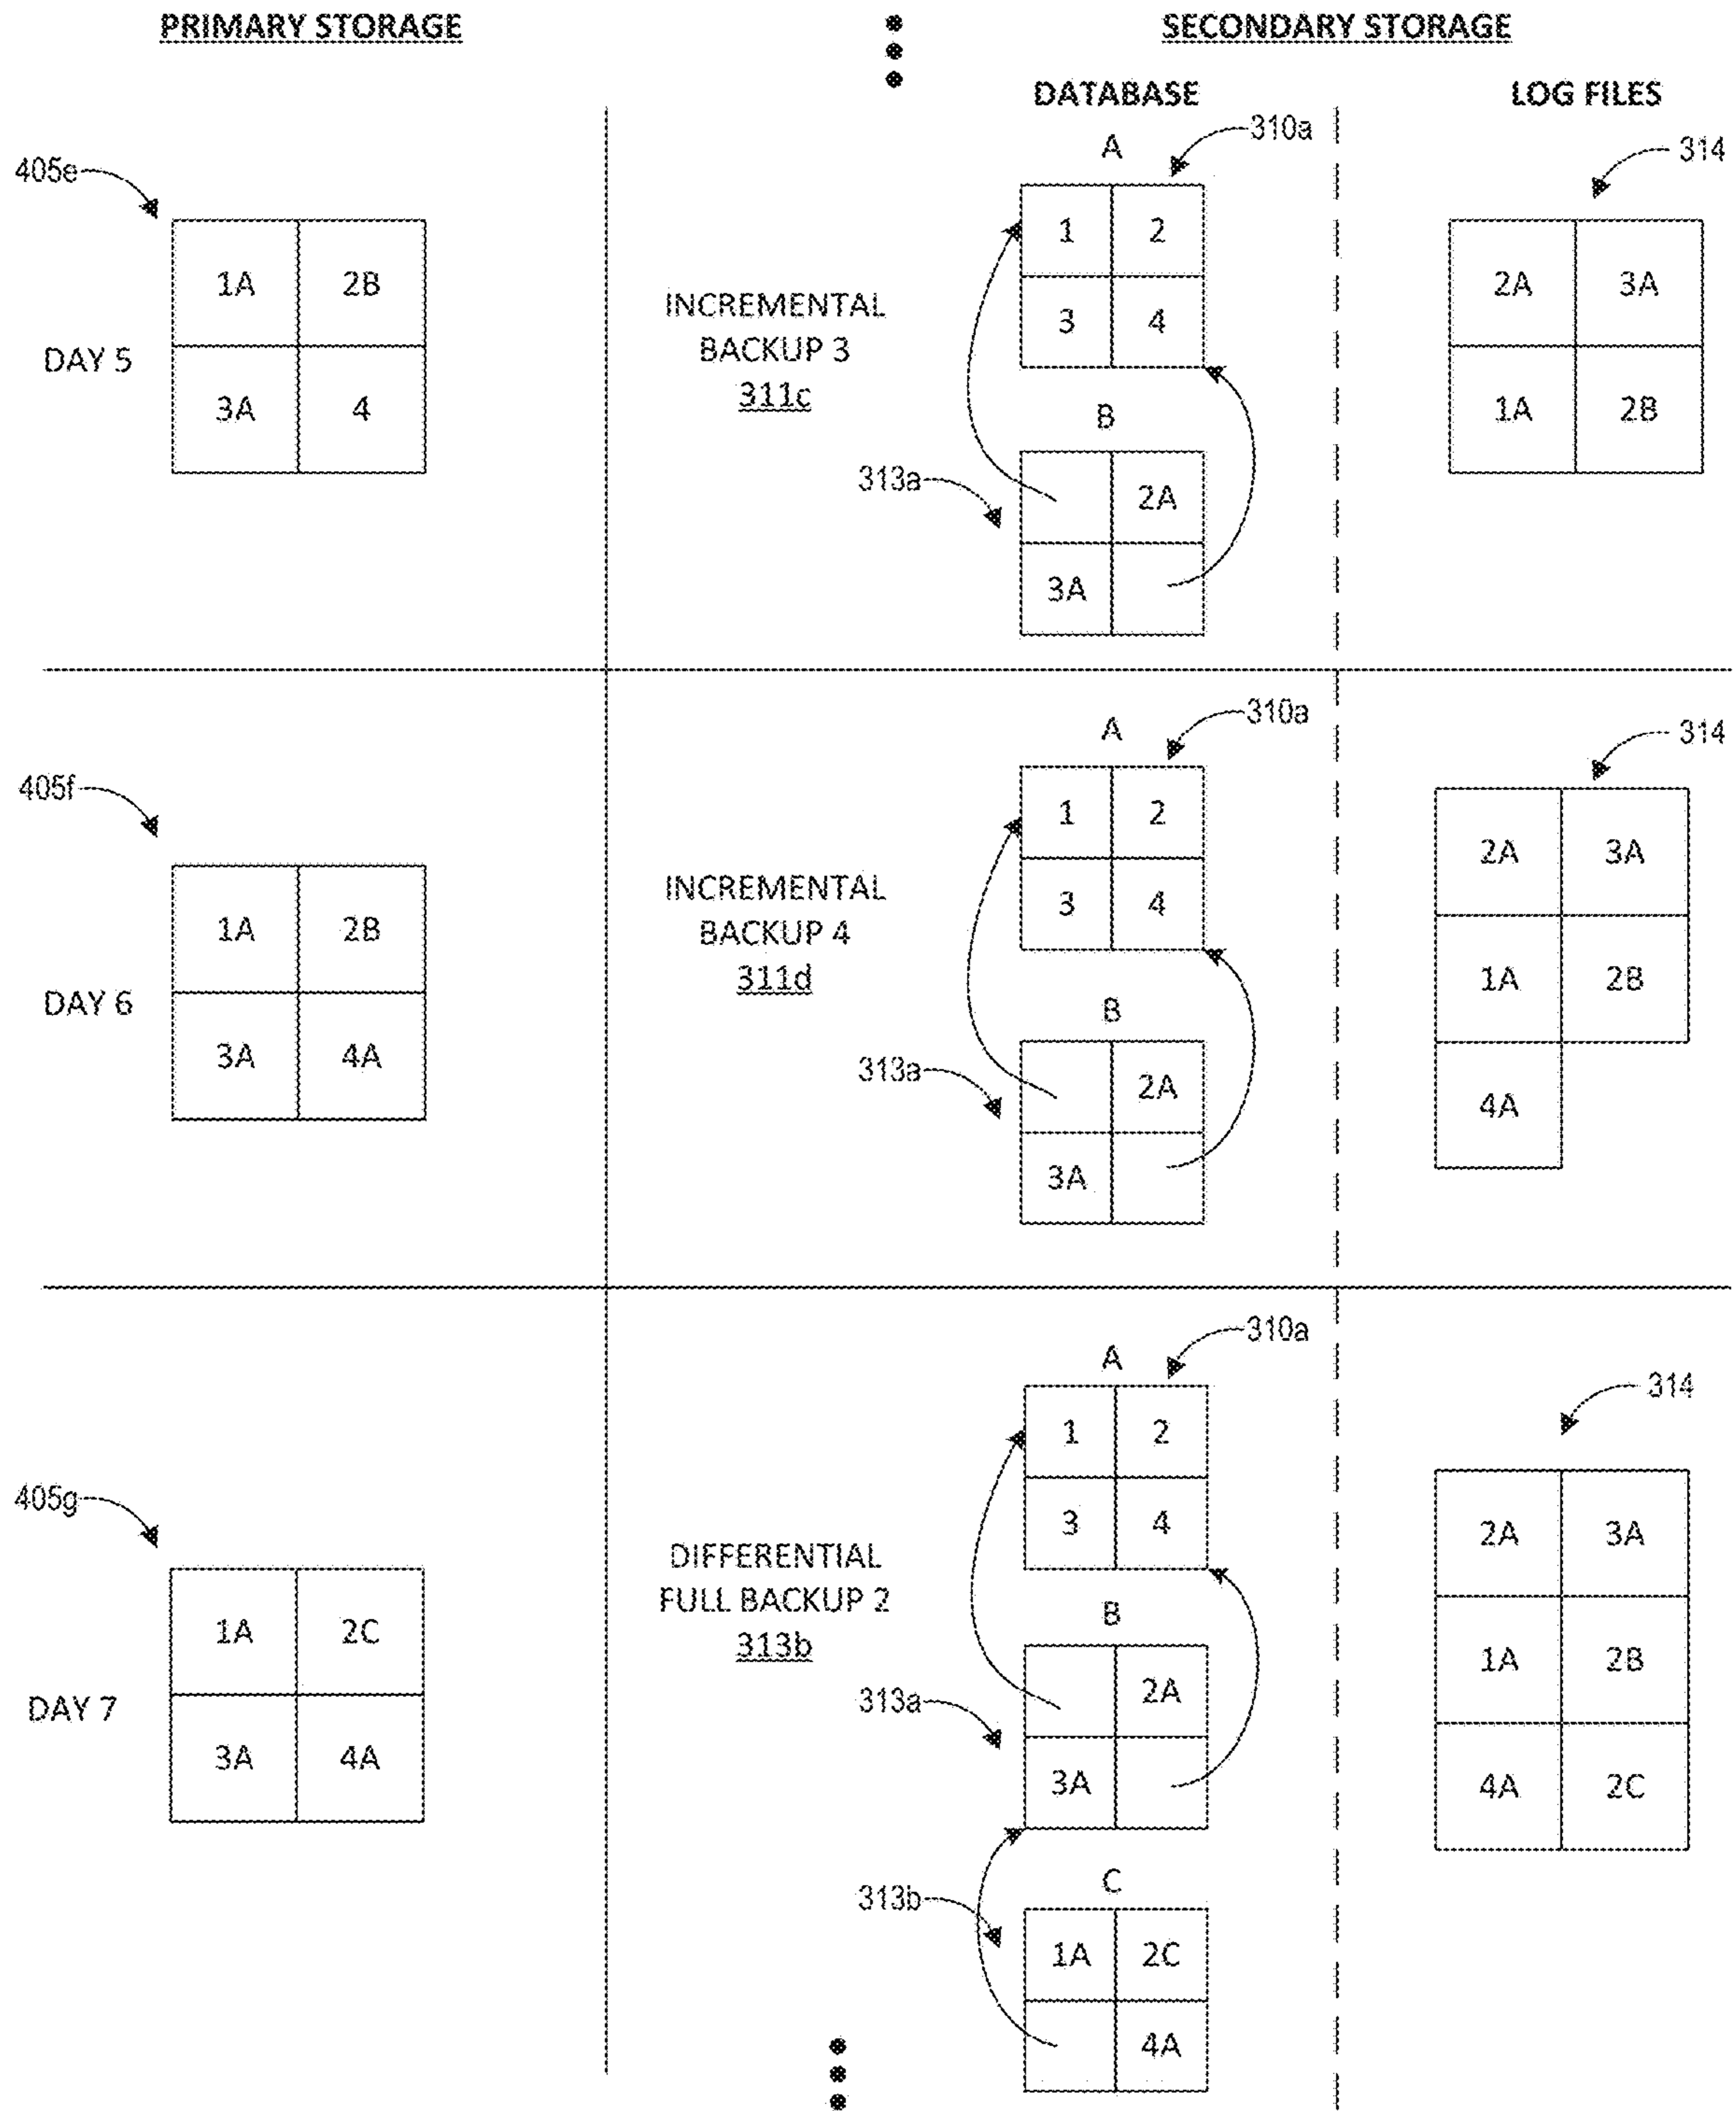 PRIMARY STORAGE
SECONDARY STORAGE
DATABASE
LOG FILES
405e
1A 2B
3A 4
DAY 5
INCREMENTAL
BACKUP 3
311c
A
310a
1 2
3 4
B
313a
2A
3A
314
2A 3A
1A 2B
405f
1A 2B
3A 4A
DAY 6
INCREMENTAL
BACKUP 4
311d
A
310a
1 2
3 4
B
313a
2A
3A
314
2A 3A
1A 2B
4A
405g
1A 2C
3A 4A
DAY 7
DIFFERENTIAL
FULL BACKUP 2
313b
A
310a
1 2
3 4
B
313a
2A
3A
C
313b
1A 2C
4A
314
2A 3A
1A 2B
4A 2C